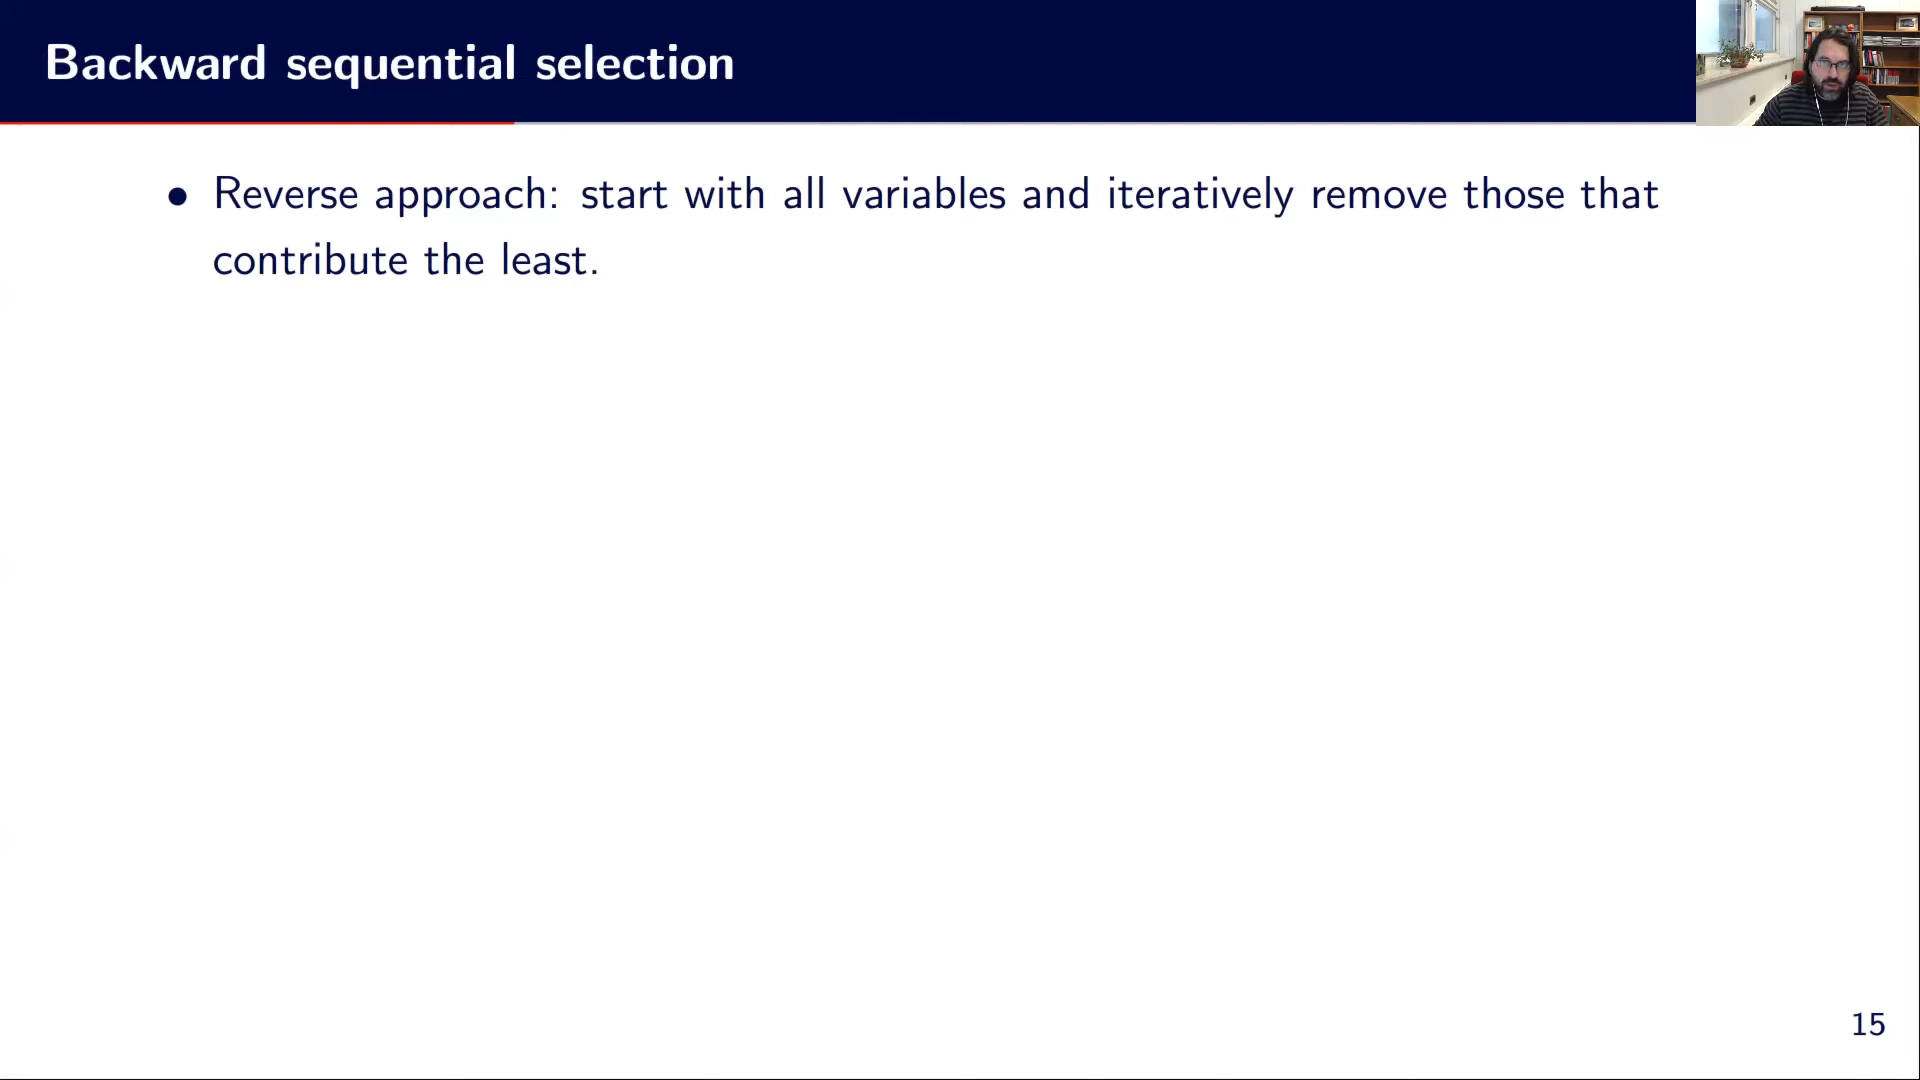 Backward sequential selection
• Reverse approach: start with all variables and iteratively remove those that
contribute the least.
15